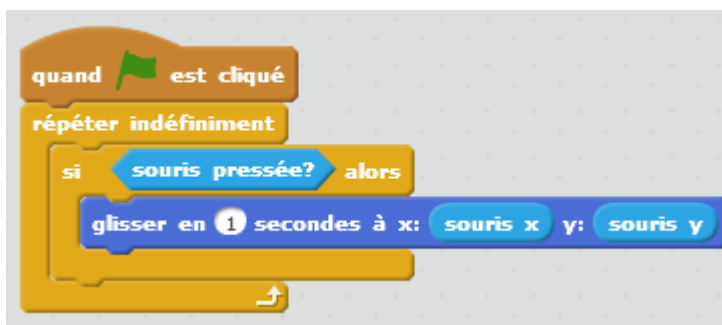 quand est cliqué
répéter indéfiniment
si souris pressée? alors
glisser en 1 secondes à x: souris x y: souris y